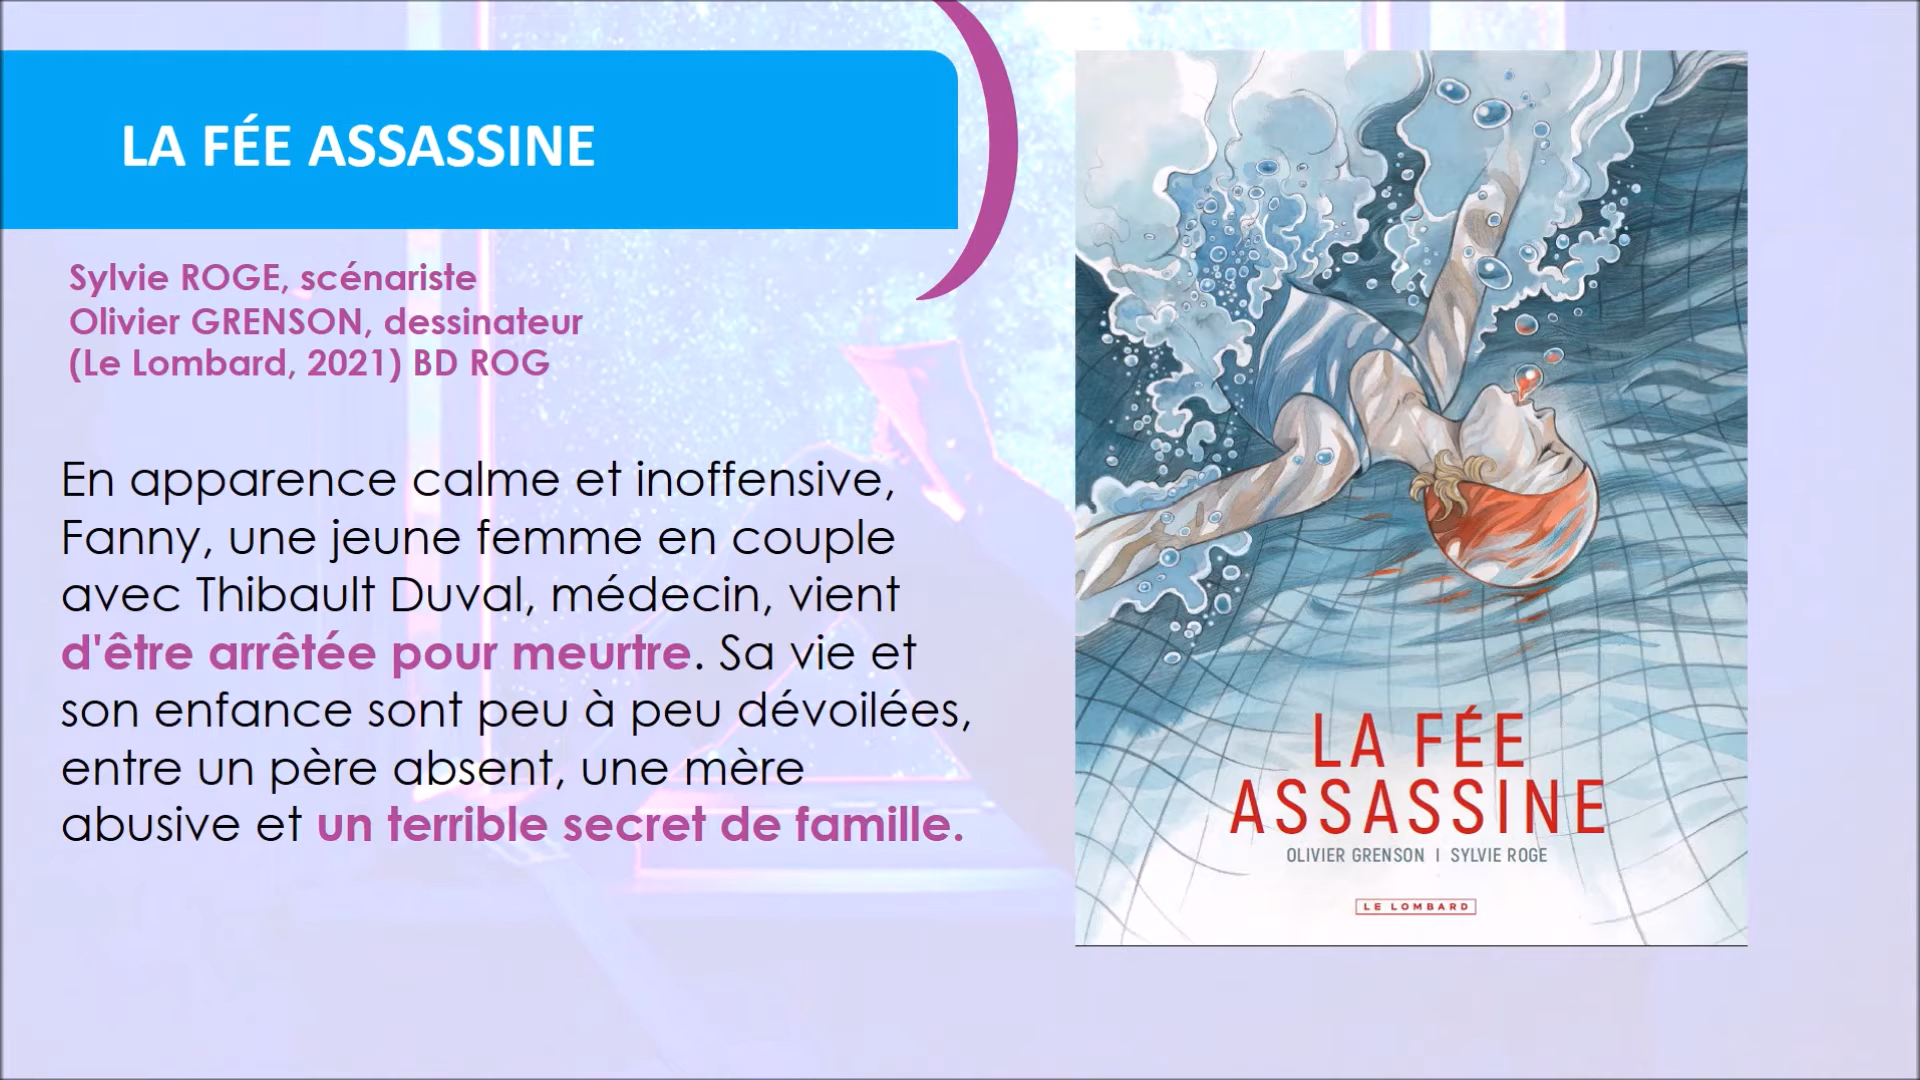 LA FÉE ASSASSINE
Sylvie ROGE, scénariste
Olivier GRENSON, dessinateur
(Le Lombard, 2021) BD ROG
En apparence calme et inoffensive,
Fanny, une jeune femme en couple
avec Thibault Duval, médecin, vient
d'être arrêtée pour meurtre. Sa vie et
son enfance sont peu à peu dévoilées,
entre un père absent, une mère
abusive et un terrible secret de famille.
LA FÉE
ASSASSINE
OLIVIER GRENSON | SYLVIE ROGE
LE LOMBARD